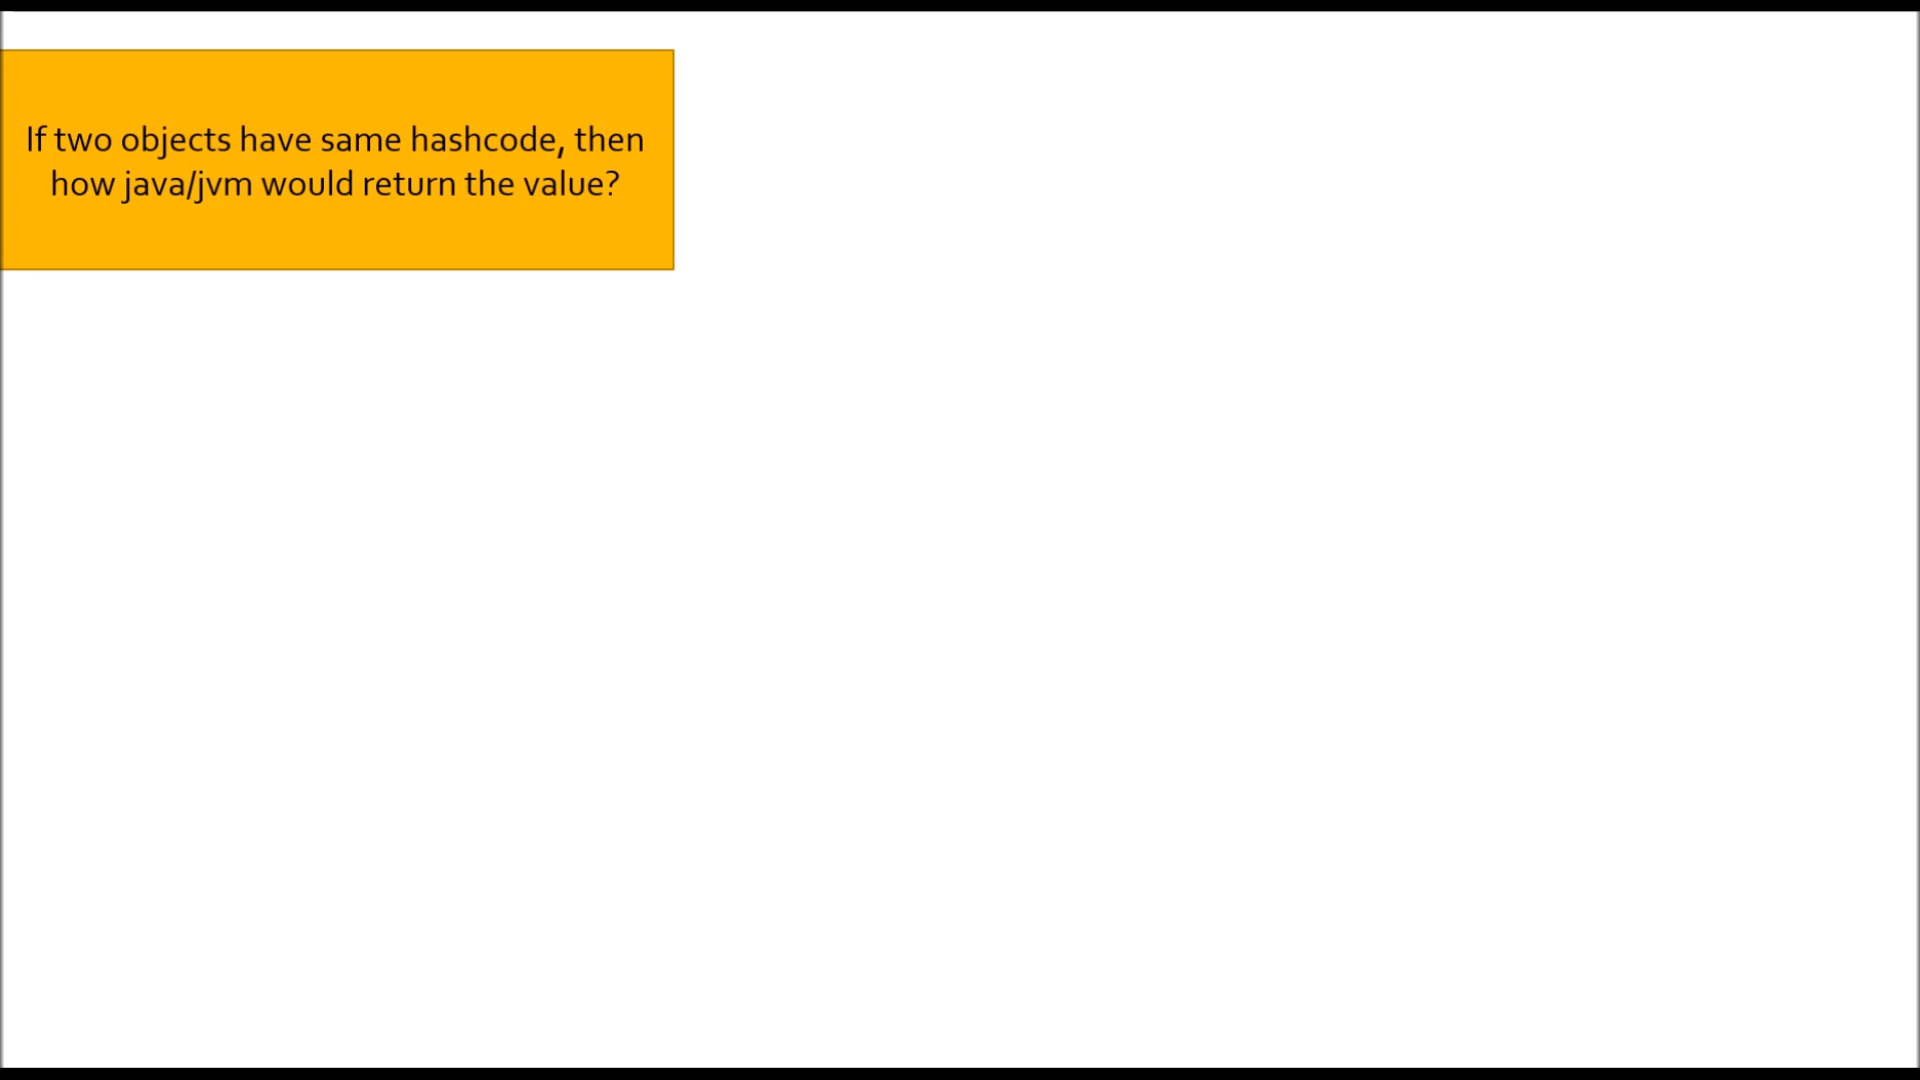 If two objects have same hashcode, then
how java/jvm would return the value?